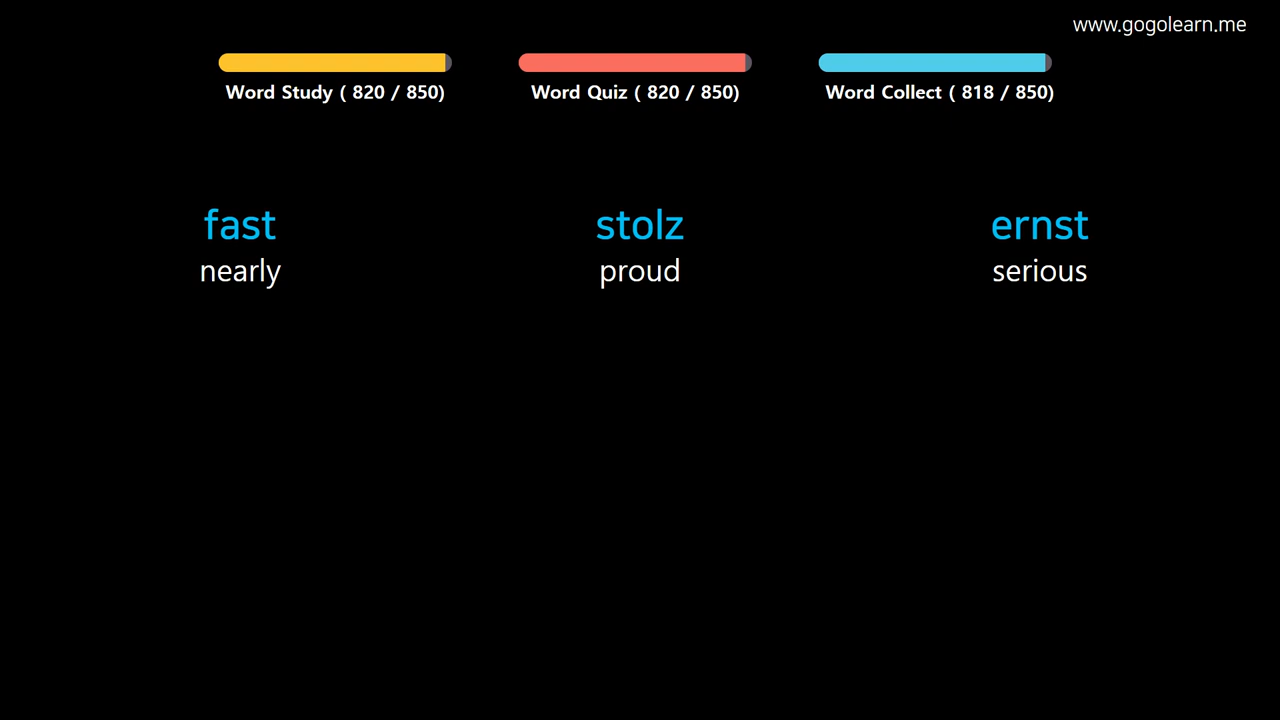 www.gogolearn.me
Word Study ( 820 / 850)
Word Quiz ( 820 / 850)
Word Collect ( 818 / 850)
fast
stolz
ernst
nearly
proud
serious